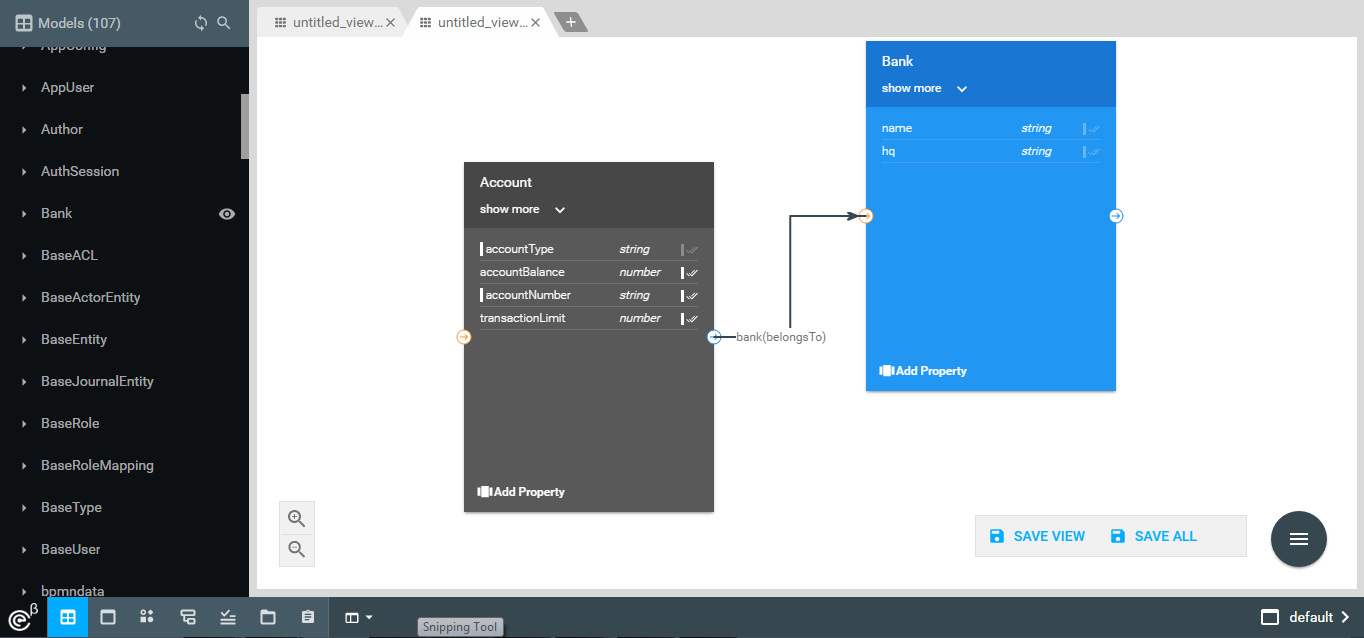 Models (107)
AppConfig
AppUser
Author
AuthSession
Bank
BaseACL
BaseActorEntity
BaseEntity
BaseJournalEntity
BaseRole
BaseRoleMapping
BaseType
BaseUser
bpmndata
untitled_view...
untitled_view...
Account
show more
accountType string
accountBalance number
accountNumber string
transactionLimit number
Add Property
bank(belongsTo)
Bank
show more
name string
hq string
Add Property
SAVE VIEW SAVE ALL
β
Snipping Tool
default